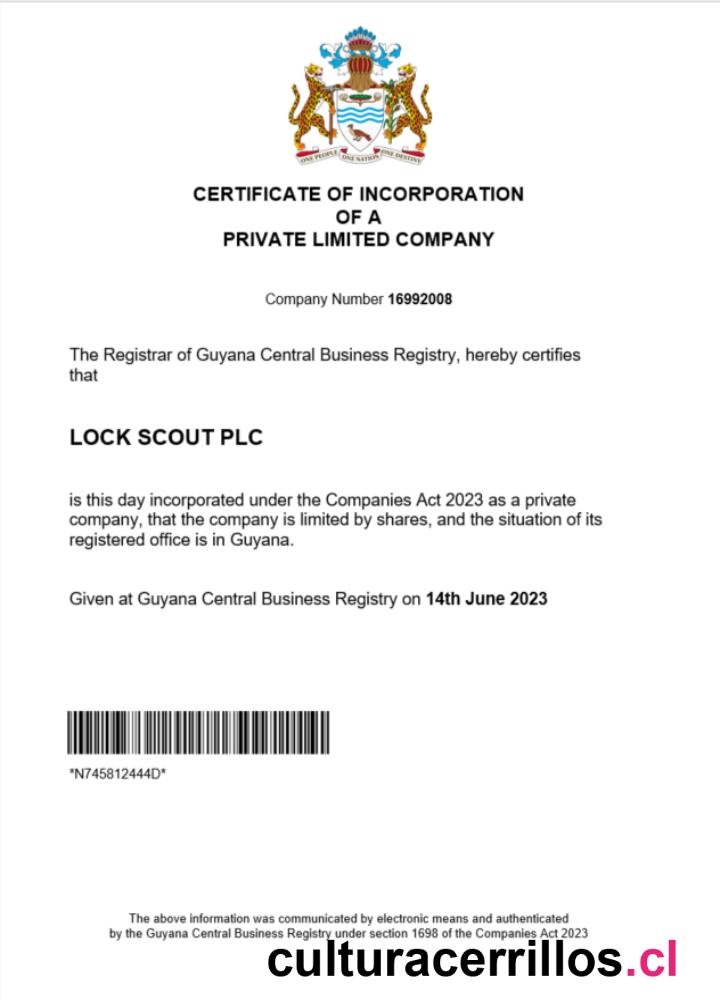 ONE PEOPLE ONE NATION ONE DESTINY
CERTIFICATE OF INCORPORATION
OF A
PRIVATE LIMITED COMPANY
Company Number 16992008
The Registrar of Guyana Central Business Registry, hereby certifies
that
LOCK SCOUT PLC
is this day incorporated under the Companies Act 2023 as a private
company, that the company is limited by shares, and the situation of its
registered office is in Guyana.
Given at Guyana Central Business Registry on 14th June 2023
*N745812444D*
The above information was communicated by electronic means and authenticated
by the Guyana Central Business Registry under section 1698 of the Companies Act 2023
culturacerrillos.cl